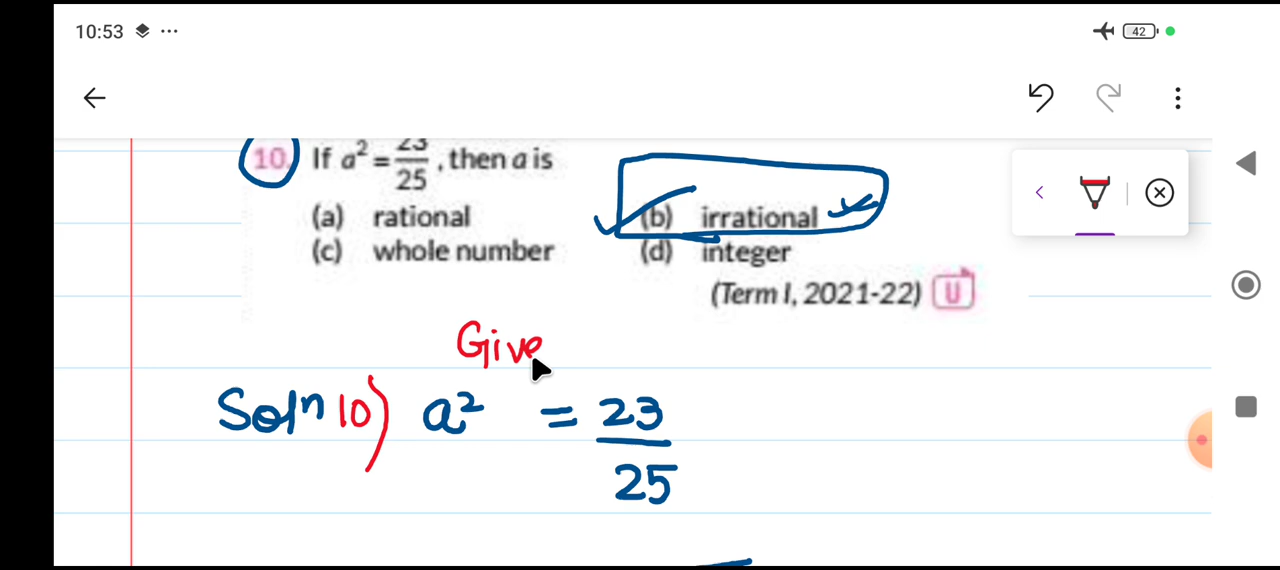 10:53 ... 42
10. If a² = 23/25, then a is
(a) rational (b) irrational
(c) whole number (d) integer
(Term I, 2021-22) U
Give
Soln 10) a² = 23/25